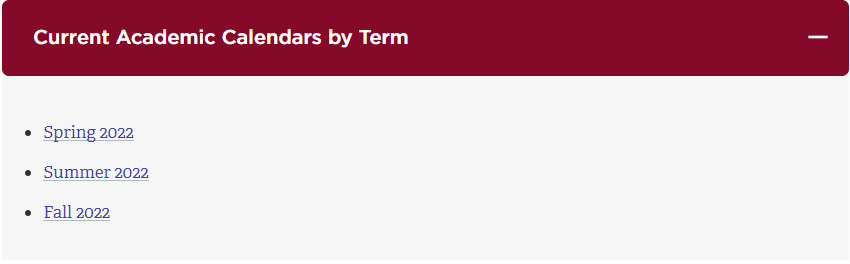 Current Academic Calendars by Term
Spring 2022
Summer 2022
Fall 2022